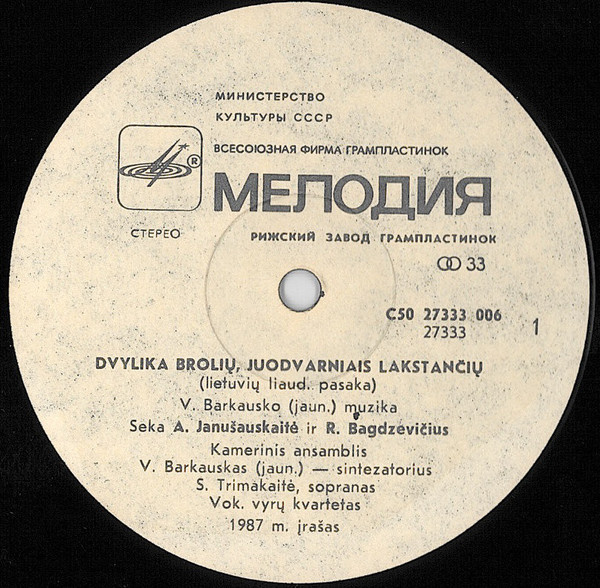 МИНИСТЕРСТВО
КУЛЬТУРЫ СССР
ВСЕСОЮЗНАЯ ФИРМА ГРАМПЛАСТИНОК
®
МЕЛОДИЯ
СТЕРЕО
РИЖСКИЙ ЗАВОД ГРАМПЛАСТИНОК
33
C50 27333 006
27333
1
DVYLIKA BROLIŲ, JUODVARNIAIS LAKSTANČIŲ
(lietuvių liaud. pasaka)
V. Barkausko (jaun.) muzika
Seka A. Janušauskaitė ir R. Bagdzevičius
Kamerinis ansamblis
V. Barkauskas (jaun.) — sintezatorius
S. Trimakaitė, sopranas
Vok. vyrų kvartetas
1987 m. įrašas